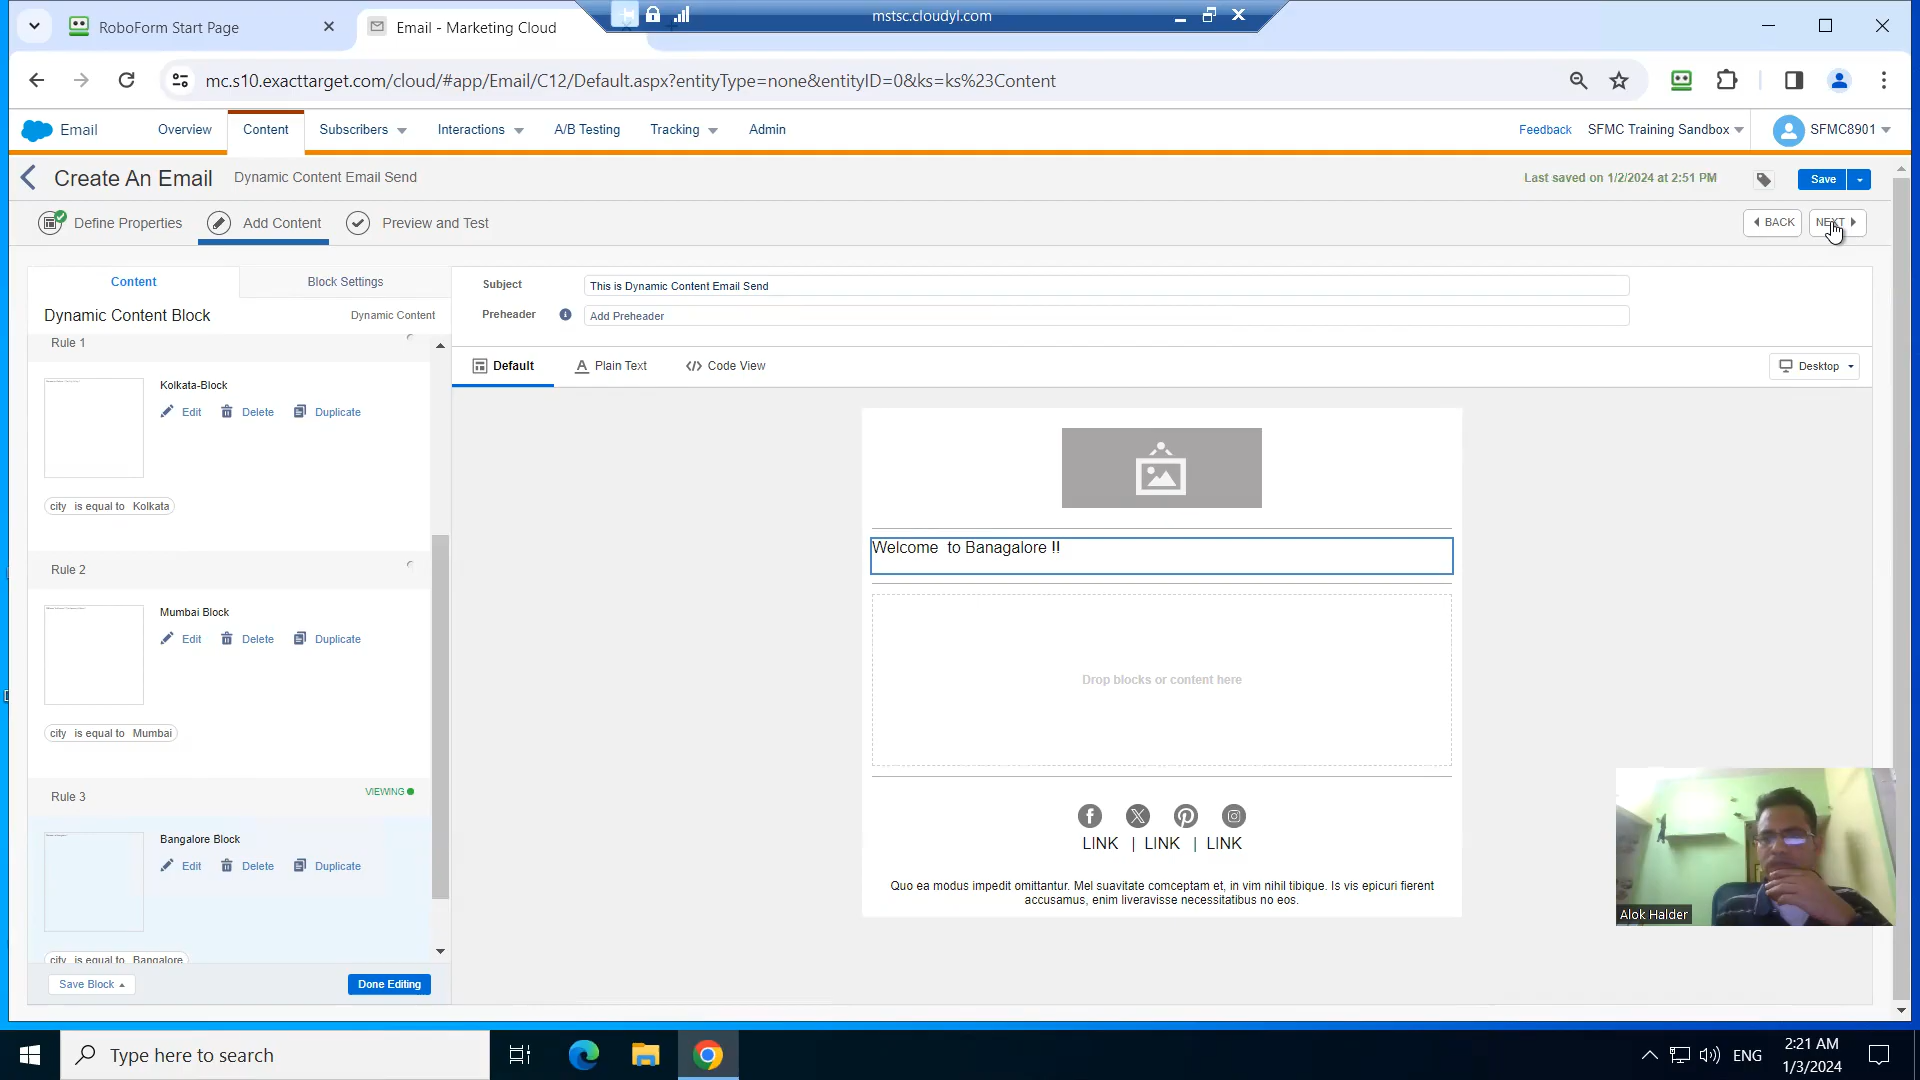 RoboForm Start Page
Email - Marketing Cloud
mstsc.cloudyl.com
mc.s10.exacttarget.com/cloud/#app/Email/C12/Default.aspx?entityType=none&entityID=0&ks=ks%23Content
Email
Overview
Content
Subscribers
Interactions
A/B Testing
Tracking
Admin
Feedback
SFMC Training Sandbox
SFMC8901
Create An Email
Dynamic Content Email Send
Last saved on 1/2/2024 at 2:51 PM
Save
Define Properties
Add Content
Preview and Test
BACK
NEXT
Content
Block Settings
Dynamic Content Block
Dynamic Content
Rule 1
Kolkata-Block
Edit Delete Duplicate
city is equal to Kolkata
Rule 2
Mumbai Block
Edit Delete Duplicate
city is equal to Mumbai
Rule 3
VIEWING
Bangalore Block
Edit Delete Duplicate
city is equal to Bangalore
Save Block
Done Editing
Subject
This is Dynamic Content Email Send
Preheader
Add Preheader
Default
Plain Text
Code View
Desktop
Welcome  to Banagalore !!
Drop blocks or content here
LINK | LINK | LINK
Quo ea modus impedit omittantur. Mel suavitate comceptam et, in vim nihil tibique. Is vis epicuri fierent
accusamus, enim liveravisse necessitatibus no eos.
Alok Halder
Type here to search
ENG
2:21 AM
1/3/2024